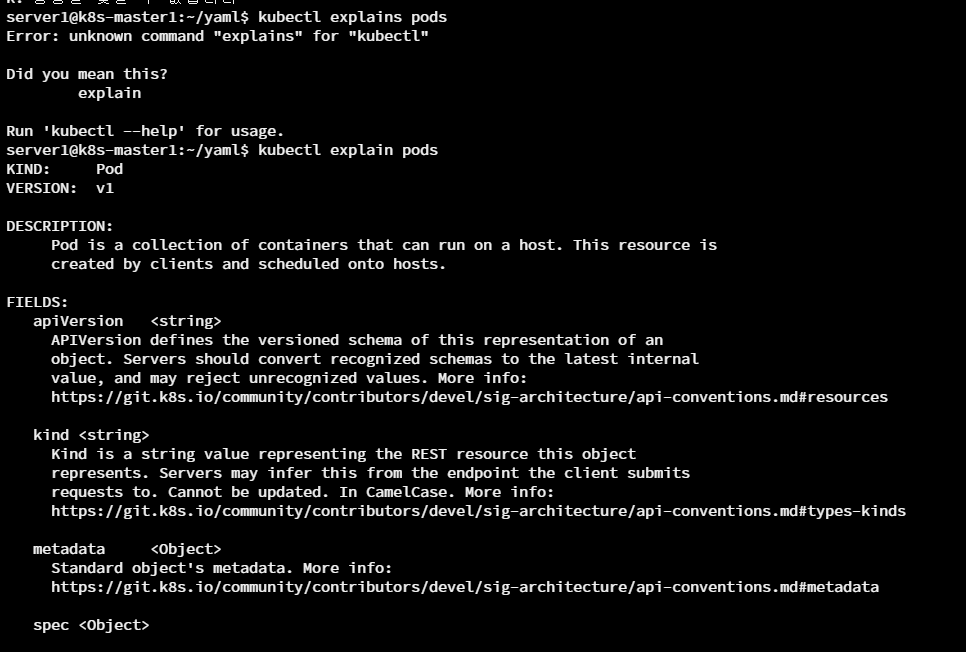 server1@k8s-master1:~/yaml$ kubectl explains pods
Error: unknown command "explains" for "kubectl"
Did you mean this?
explain
Run 'kubectl --help' for usage.
server1@k8s-master1:~/yaml$ kubectl explain pods
KIND:     Pod
VERSION:  v1
DESCRIPTION:
Pod is a collection of containers that can run on a host. This resource is
created by clients and scheduled onto hosts.
FIELDS:
apiVersion   <string>
APIVersion defines the versioned schema of this representation of an
object. Servers should convert recognized schemas to the latest internal
value, and may reject unrecognized values. More info:
https://git.k8s.io/community/contributors/devel/sig-architecture/api-conventions.md#resources
kind <string>
Kind is a string value representing the REST resource this object
represents. Servers may infer this from the endpoint the client submits
requests to. Cannot be updated. In CamelCase. More info:
https://git.k8s.io/community/contributors/devel/sig-architecture/api-conventions.md#types-kinds
metadata     <Object>
Standard object's metadata. More info:
https://git.k8s.io/community/contributors/devel/sig-architecture/api-conventions.md#metadata
spec <Object>